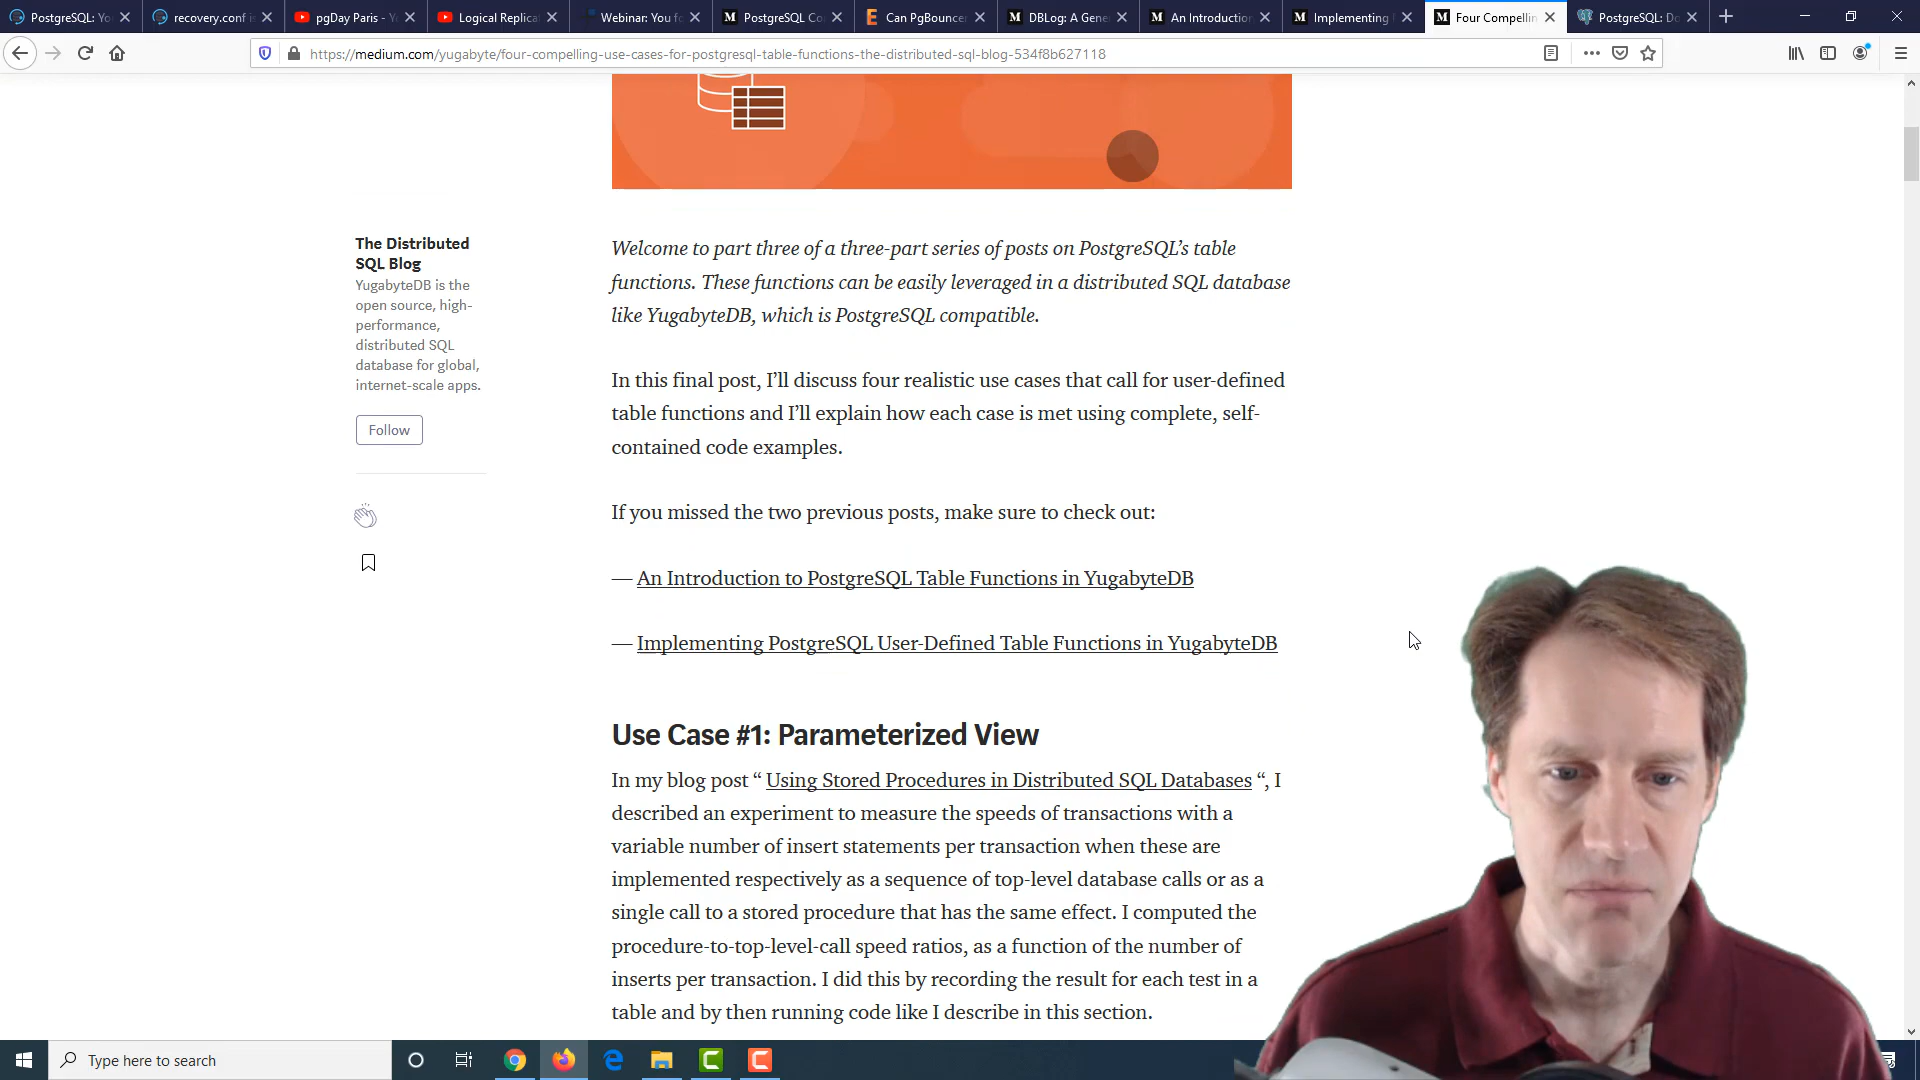 PostgreSQL: Yo
recovery.conf is
pgDay Paris - Y
Logical Replica
Webinar: You f
PostgreSQL Co
Can PgBounce
DBLog: A Gene
An Introduction
Implementing
Four Compellin
PostgreSQL: Do
https://medium.com/yugabyte/four-compelling-use-cases-for-postgresql-table-functions-the-distributed-sql-blog-534f8b627118
The Distributed
SQL Blog
YugabyteDB is the
open source, high-
performance,
distributed SQL
database for global,
internet-scale apps.
Follow
Welcome to part three of a three-part series of posts on PostgreSQL’s table
functions. These functions can be easily leveraged in a distributed SQL database
like YugabyteDB, which is PostgreSQL compatible.
In this final post, I’ll discuss four realistic use cases that call for user-defined
table functions and I’ll explain how each case is met using complete, self-
contained code examples.
If you missed the two previous posts, make sure to check out:
— An Introduction to PostgreSQL Table Functions in YugabyteDB
— Implementing PostgreSQL User-Defined Table Functions in YugabyteDB
Use Case #1: Parameterized View
In my blog post “ Using Stored Procedures in Distributed SQL Databases “, I
described an experiment to measure the speeds of transactions with a
variable number of insert statements per transaction when these are
implemented respectively as a sequence of top-level database calls or as a
single call to a stored procedure that has the same effect. I computed the
procedure-to-top-level-call speed ratios, as a function of the number of
inserts per transaction. I did this by recording the result for each test in a
table and by then running code like I describe in this section.
Type here to search